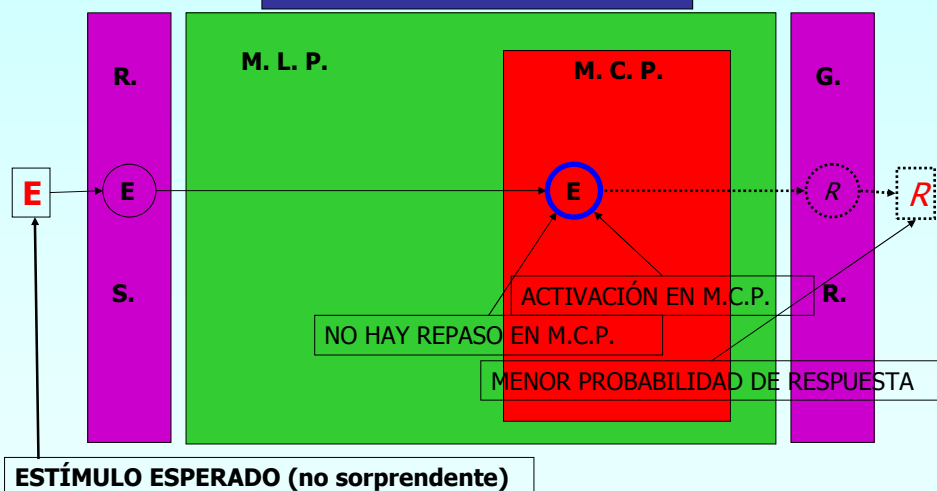 R.
M. L. P.
M. C. P.
G.
E
E
E
R
R
S.
ACTIVACIÓN EN M.C.P.
R.
NO HAY REPASO EN M.C.P.
MENOR PROBABILIDAD DE RESPUESTA
ESTÍMULO ESPERADO (no sorprendente)